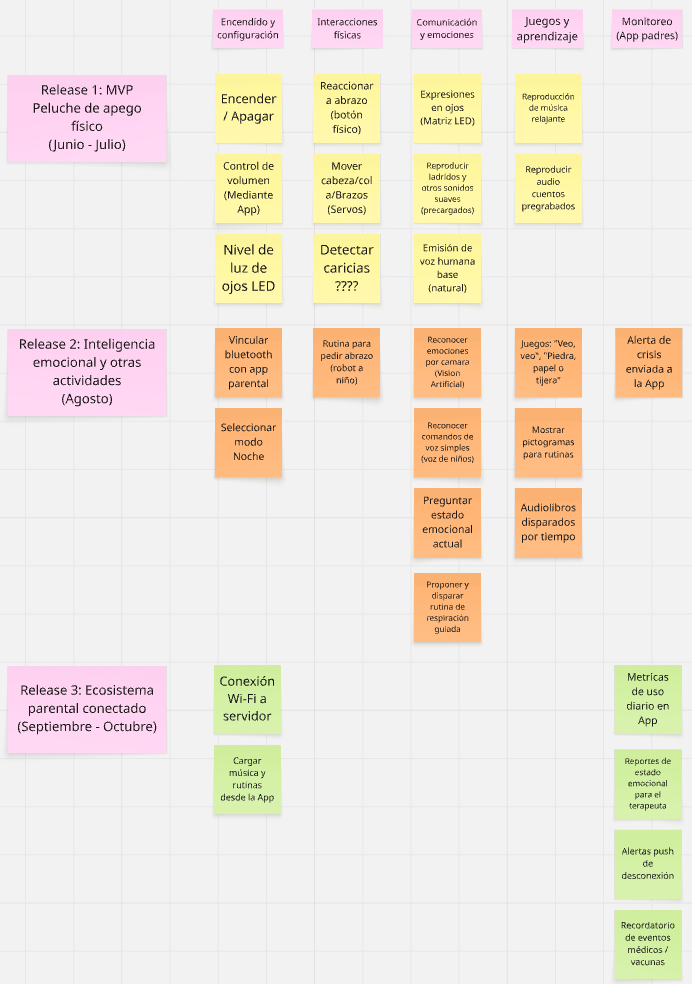 Encendido y
configuración
Interacciones
físicas
Comunicación
y emociones
Juegos y
aprendizaje
Monitoreo
(App padres)
Release 1: MVP
Peluche de apego
físico
(Junio - Julio)
Encender
/ Apagar
Reaccionar
a abrazo
(botón
físico)
Expresiones
en ojos
(Matriz LED)
Reproducción
de música
relajante
Control de
volumen
(Mediante
App)
Mover
cabeza/col
a/Brazos
(Servos)
Reproducir
ladridos y
otros sonidos
suaves
(precargados)
Reproducir
audio
cuentos
pregrabados
Nivel de
luz de
ojos LED
Detectar
caricias
????
Emisión de
voz humana
base
(natural)
Release 2: Inteligencia
emocional y otras
actividades
(Agosto)
Vincular
bluetooth
con app
parental
Rutina para
pedir abrazo
(robot a
niño)
Reconocer
emociones
por camara
(Vision
Artificial)
Juegos: "Veo,
veo", "Piedra,
papel o
tijera"
Alerta de
crisis
enviada a
la App
Seleccionar
modo
Noche
Reconocer
comandos de
voz simples
(voz de niños)
Mostrar
pictogramas
para rutinas
Preguntar
estado
emocional
actual
Audiolibros
disparados
por tiempo
Proponer y
disparar
rutina de
respiración
guiada
Release 3: Ecosistema
parental conectado
(Septiembre - Octubre)
Conexión
Wi-Fi a
servidor
Metricas
de uso
diario en
App
Cargar
música y
rutinas
desde la App
Reportes de
estado
emocional
para el
terapeuta
Alertas push
de
desconexión
Recordatorio
de eventos
médicos /
vacunas